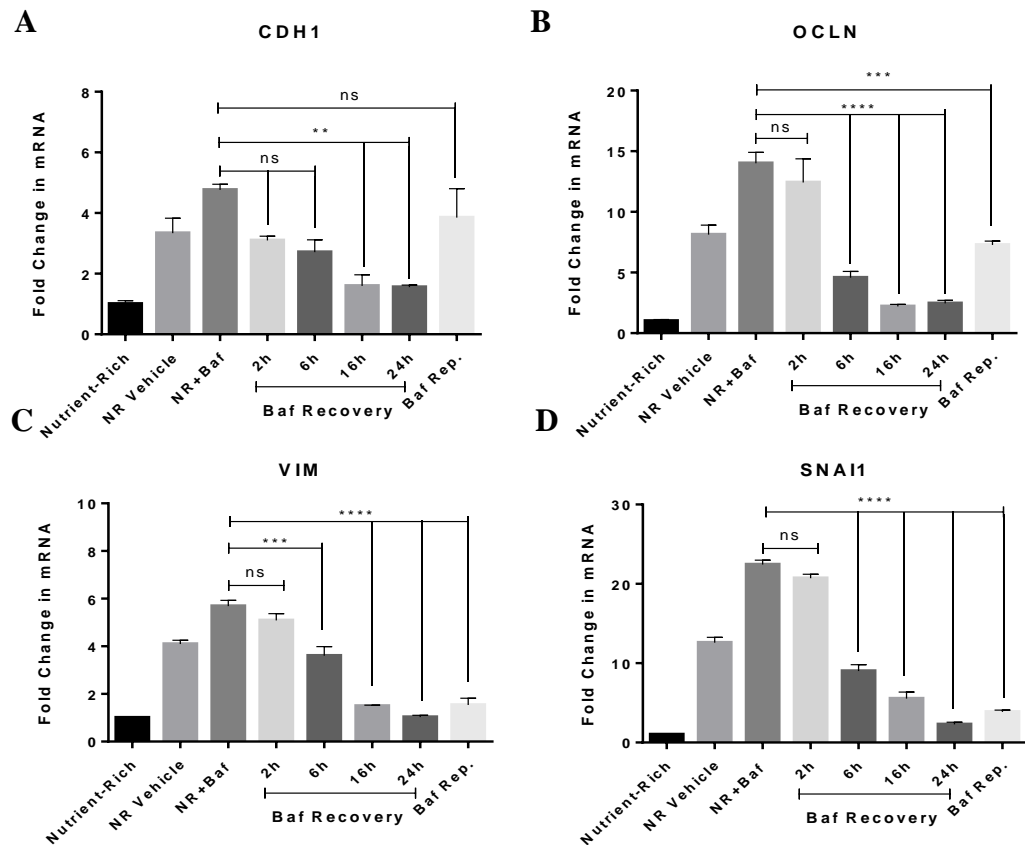 A
CDH1
Fold Change in mRNA
8
6
4
2
0
ns
**
ns
Nutrient-Rich
NR Vehicle
NR+Baf
2h
6h
16h
24h
Baf Rep.
Baf Recovery
B
OCLN
Fold Change in mRNA
20
15
10
5
0
***
****
ns
Nutrient-Rich
NR Vehicle
NR+Baf
2h
6h
16h
24h
Baf Rep.
Baf Recovery
C
VIM
Fold Change in mRNA
10
8
6
4
2
0
****
***
ns
Nutrient-Rich
NR Vehicle
NR+Baf
2h
6h
16h
24h
Baf Rep.
Baf Recovery
D
SNAI1
Fold Change in mRNA
30
20
10
0
****
ns
Nutrient-Rich
NR Vehicle
NR+Baf
2h
6h
16h
24h
Baf Rep.
Baf Recovery